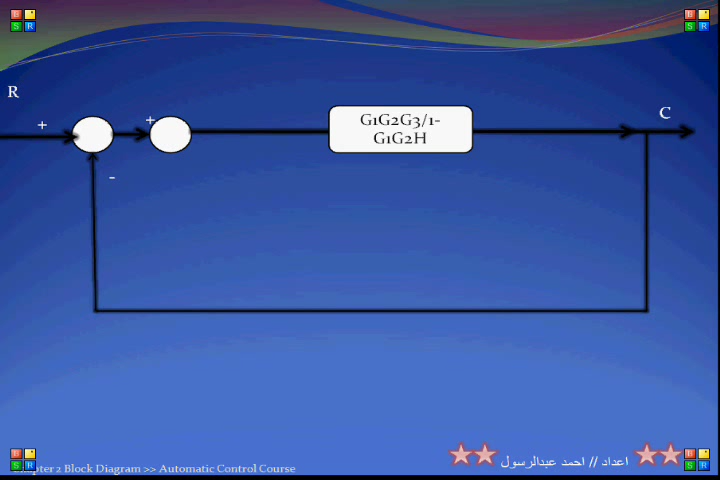 B
S R
B
S R
R
C
+
+
G1G2G3/1-
G1G2H
-
B
S R
Chapter 2 Block Diagram >> Automatic Control Course
اعداد // احمد عبدالرسول
B
S R